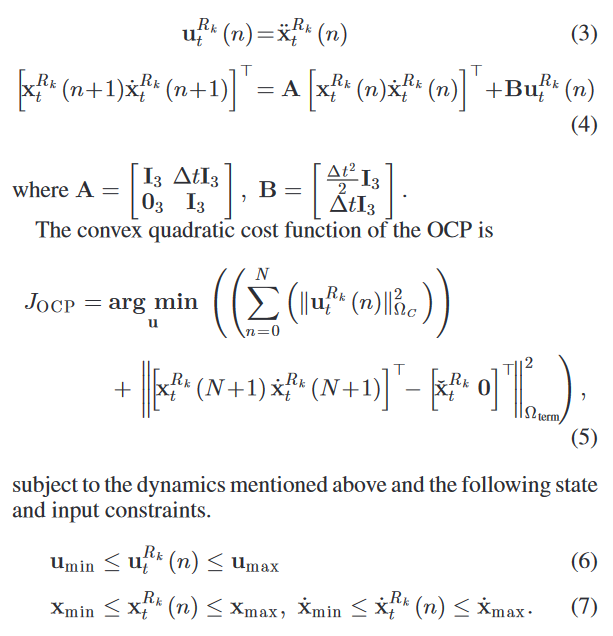 $\mathbf{u}_t^{R_k}(n) = \ddot{\mathbf{x}}_t^{R_k}(n)$ (3)
$\left[\mathbf{x}_t^{R_k}(n+1)\dot{\mathbf{x}}_t^{R_k}(n+1)\right]^\top = \mathbf{A}\left[\mathbf{x}_t^{R_k}(n)\dot{\mathbf{x}}_t^{R_k}(n)\right]^\top + \mathbf{B}\mathbf{u}_t^{R_k}(n)$
(4)
where $\mathbf{A} = \begin{bmatrix} \mathbf{I}_3 & \Delta t\mathbf{I}_3 \\ \mathbf{0}_3 & \mathbf{I}_3 \end{bmatrix}$, $\mathbf{B} = \begin{bmatrix} \frac{\Delta t^2}{2}\mathbf{I}_3 \\ \Delta t\mathbf{I}_3 \end{bmatrix}$.
The convex quadratic cost function of the OCP is
$J_{\mathrm{OCP}} = \underset{\mathbf{u}}{\mathbf{arg\,min}} \left(\left(\sum_{n=0}^{N}\left(\|\mathbf{u}_t^{R_k}(n)\|_{\Omega_c}^2\right)\right)\right.$
$\left. + \left\|\left[\mathbf{x}_t^{R_k}(N+1)\,\dot{\mathbf{x}}_t^{R_k}(N+1)\right]^\top - \left[\check{\mathbf{x}}_t^{R_k}\,\mathbf{0}\right]^\top\right\|_{\Omega_{\mathrm{term}}}^2\right),$
(5)
subject to the dynamics mentioned above and the following state
and input constraints.
$\mathbf{u}_{\min} \leq \mathbf{u}_t^{R_k}(n) \leq \mathbf{u}_{\max}$ (6)
$\mathbf{x}_{\min} \leq \mathbf{x}_t^{R_k}(n) \leq \mathbf{x}_{\max},\ \dot{\mathbf{x}}_{\min} \leq \dot{\mathbf{x}}_t^{R_k}(n) \leq \dot{\mathbf{x}}_{\max}.$ (7)